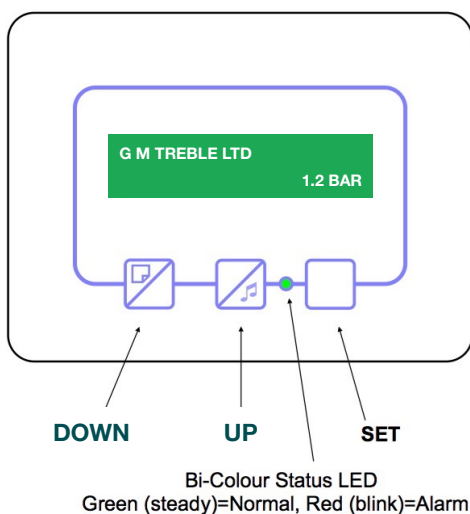 G M TREBLE LTD
1.2 BAR
DOWN UP SET
Bi-Colour Status LED
Green (steady)=Normal, Red (blink)=Alarm